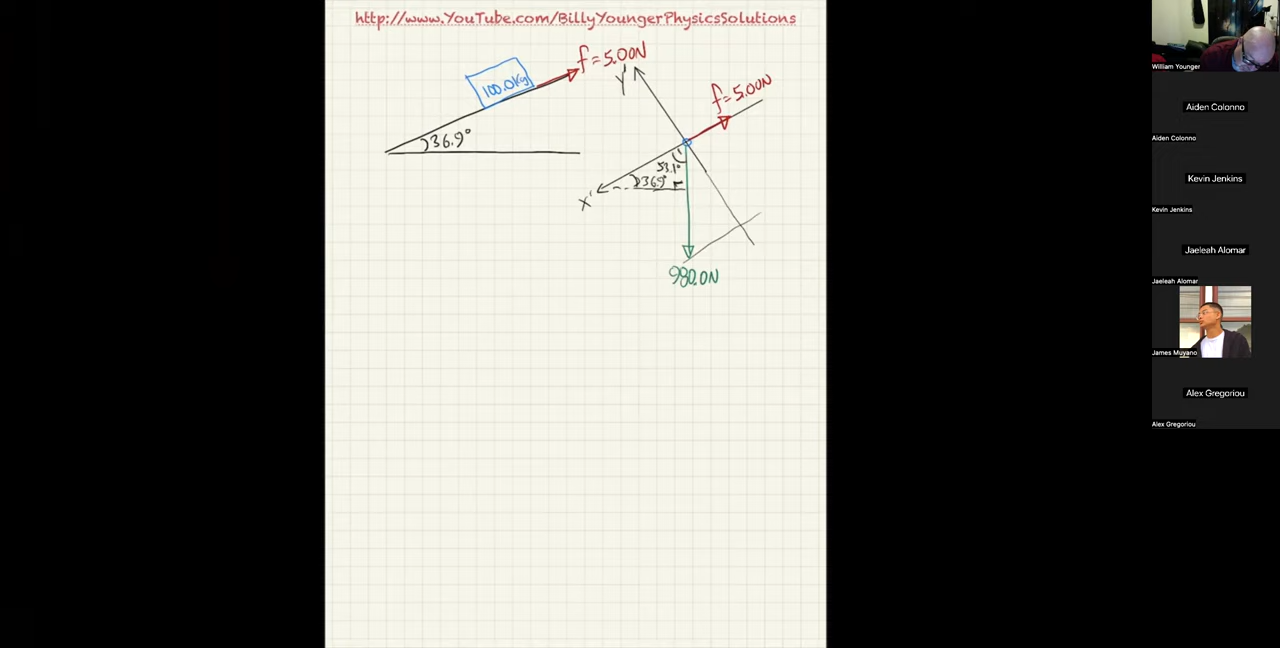 http://www.YouTube.com/BillyYoungerPhysicsSolutions
f=5.00N
100.0Kg
36.9°
y'
f=5.00N
53.1°
36.9°
x'
980.0N
William Younger
Aiden Colonno
Aiden Colonno
Kevin Jenkins
Kevin Jenkins
Jaeleah Alomar
Jaeleah Alomar
James Muyano
Alex Gregoriou
Alex Gregoriou